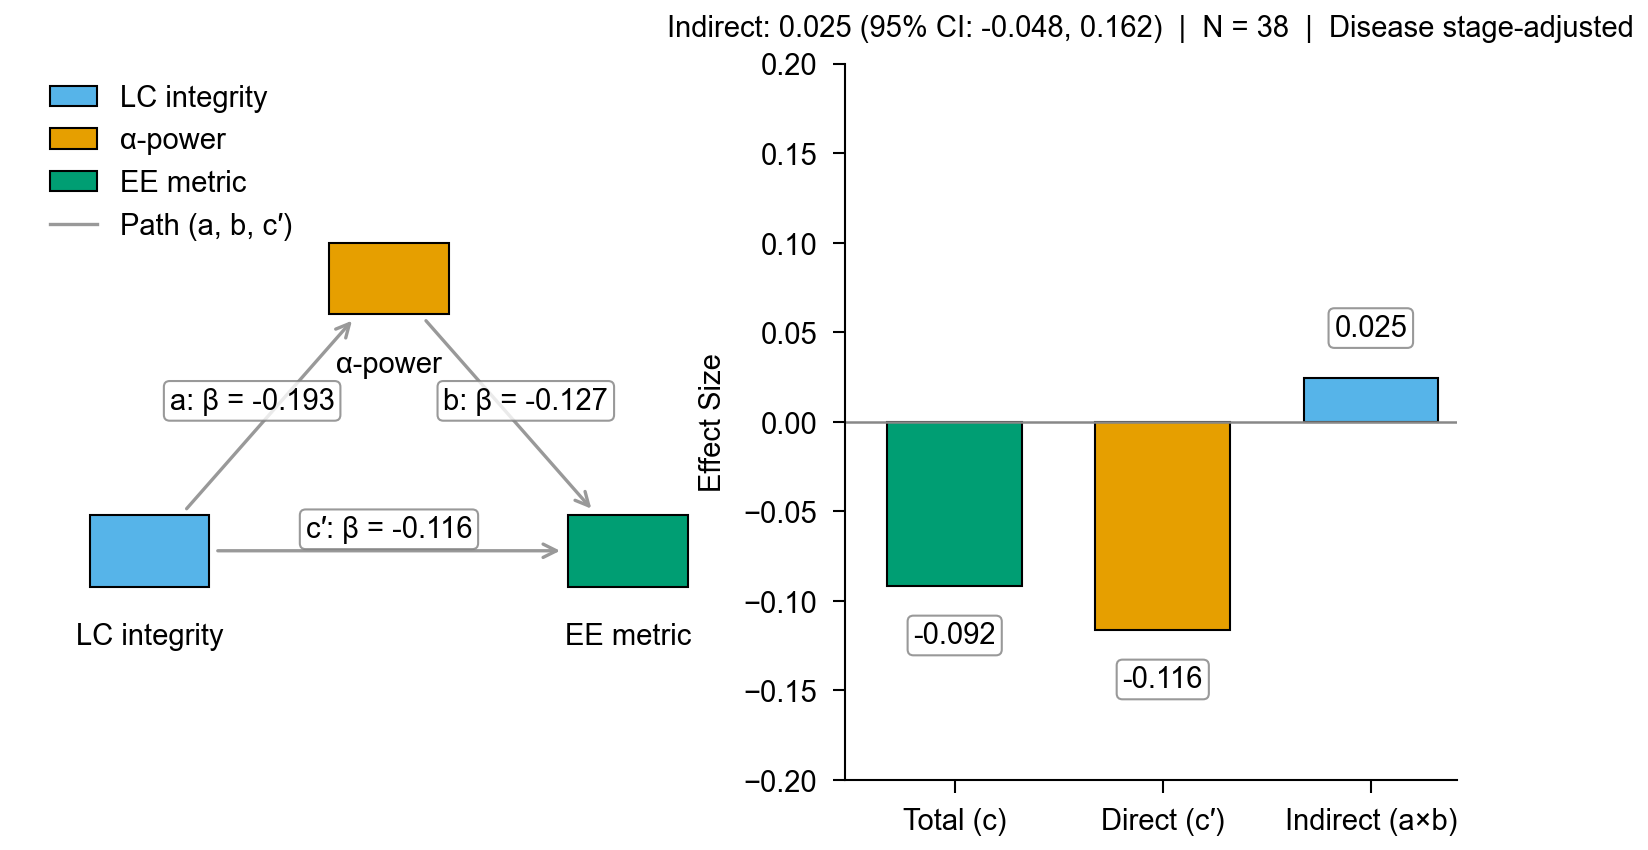 Indirect: 0.025 (95% CI: -0.048, 0.162) | N = 38 | Disease stage-adjusted
LC integrity
α-power
EE metric
Path (a, b, c′)
α-power
a: β = -0.193
b: β = -0.127
c′: β = -0.116
LC integrity
EE metric
Effect Size
0.20
0.15
0.10
0.05
0.00
−0.05
−0.10
−0.15
−0.20
-0.092
-0.116
0.025
Total (c)
Direct (c′)
Indirect (a×b)